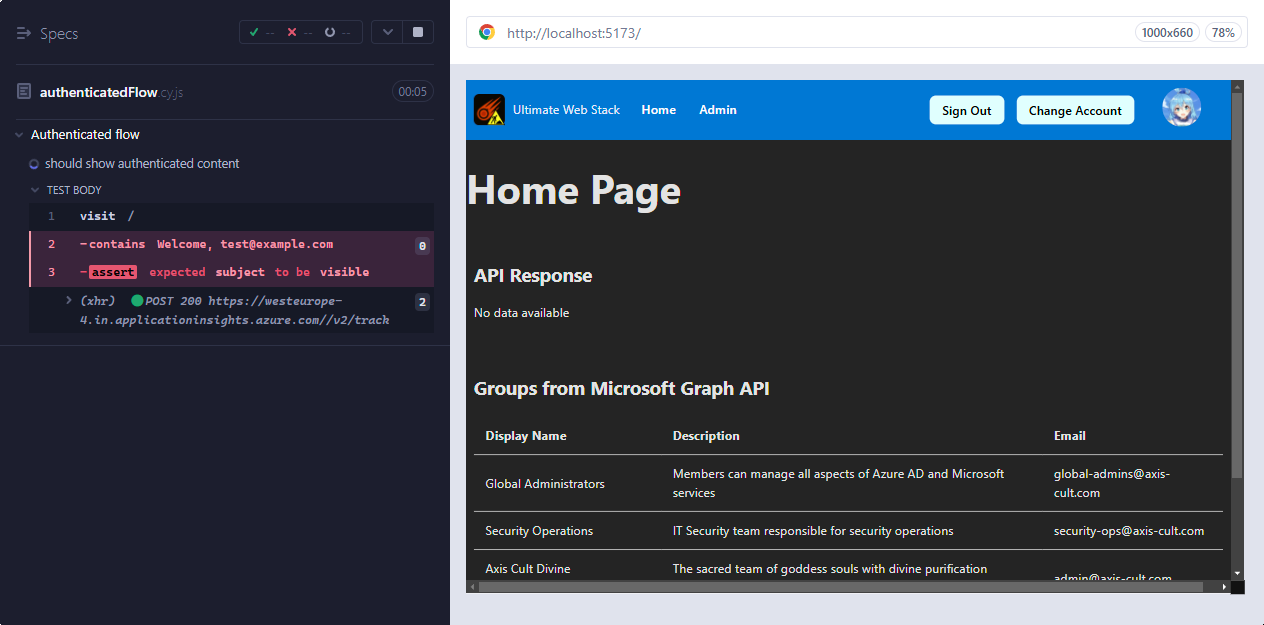 Specs
--
--
--
authenticatedFlow.cy.js
00:05
Authenticated flow
should show authenticated content
TEST BODY
1 visit /
2 -contains Welcome, test@example.com 0
3 -assert expected subject to be visible
(xhr) POST 200 https://westeurope-
4.in.applicationinsights.azure.com//v2/track
2
http://localhost:5173/
1000x660
78%
Ultimate Web Stack
Home
Admin
Sign Out
Change Account
Home Page
API Response
No data available
Groups from Microsoft Graph API
Display Name Description Email
Global Administrators
Members can manage all aspects of Azure AD and Microsoft
services
global-admins@axis-
cult.com
Security Operations IT Security team responsible for security operations security-ops@axis-cult.com
Axis Cult Divine The sacred team of goddess souls with divine purification
admin@axis-cult.com